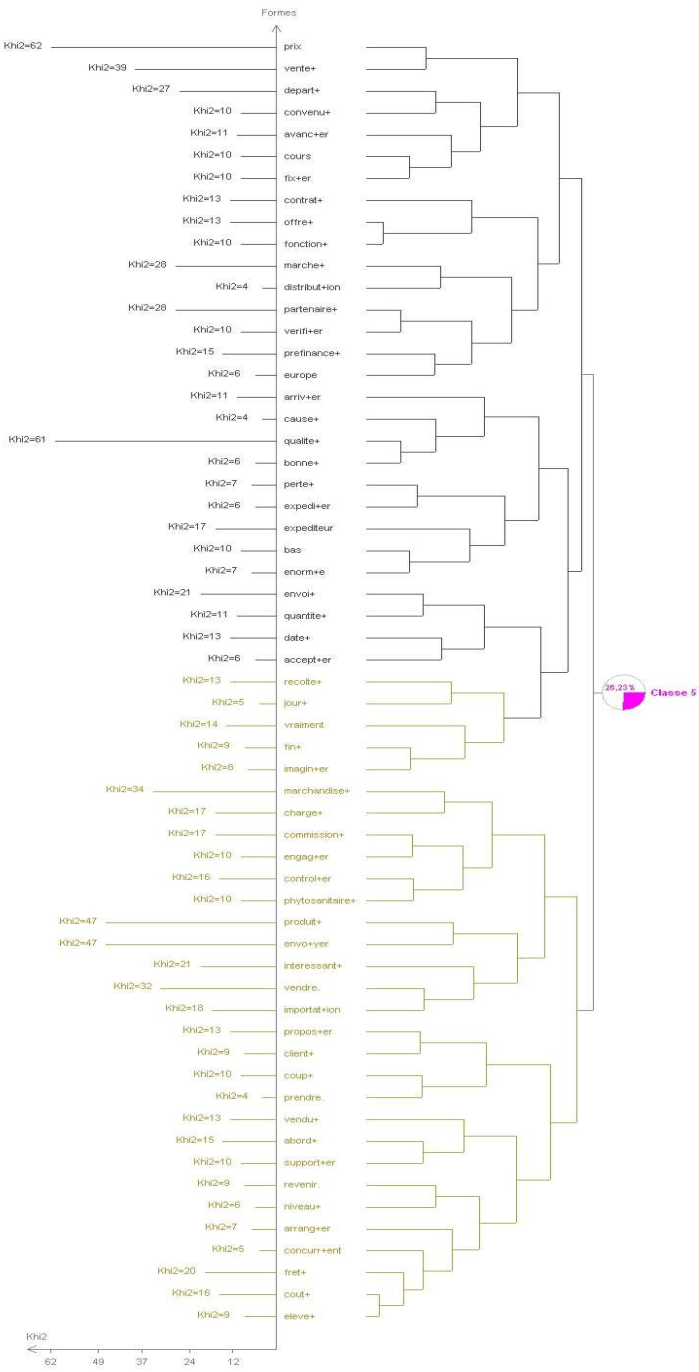 Formes
Khi2=62 prix
Khi2=39 vente+
Khi2=27 depart+
Khi2=10 convenu+
Khi2=11 avanc+er
Khi2=10 cours
Khi2=10 fix+er
Khi2=13 contrat+
Khi2=13 offre+
Khi2=10 fonction+
Khi2=28 marche+
Khi2=4 distribut+ion
Khi2=28 partenaire+
Khi2=10 verifi+er
Khi2=15 prefinance+
Khi2=6 europe
Khi2=11 arriv+er
Khi2=4 cause+
Khi2=61 qualite+
Khi2=6 bonne+
Khi2=7 perte+
Khi2=6 expedi+er
Khi2=17 expediteur
Khi2=10 bas
Khi2=7 enorm+e
Khi2=21 envoi+
Khi2=11 quantite+
Khi2=13 date+
Khi2=6 accept+er
Khi2=13 recolte+
26,23% Classe 5
Khi2=5 jour+
Khi2=14 vraiment
Khi2=9 fin+
Khi2=8 imagin+er
Khi2=34 marchandise+
Khi2=17 charge+
Khi2=17 commission+
Khi2=10 engag+er
Khi2=16 control+er
Khi2=10 phytosanitaire+
Khi2=47 produit+
Khi2=47 envo+yer
Khi2=21 interessant+
Khi2=32 vendre.
Khi2=18 importat+ion
Khi2=13 propos+er
Khi2=9 client+
Khi2=10 coup+
Khi2=4 prendre.
Khi2=13 vendu+
Khi2=15 abord+
Khi2=10 support+er
Khi2=9 revenir.
Khi2=6 niveau+
Khi2=7 arrang+er
Khi2=5 concurr+ent
Khi2=20 fret+
Khi2=16 cout+
Khi2=9 eleve+
Khi2
62 49 37 24 12